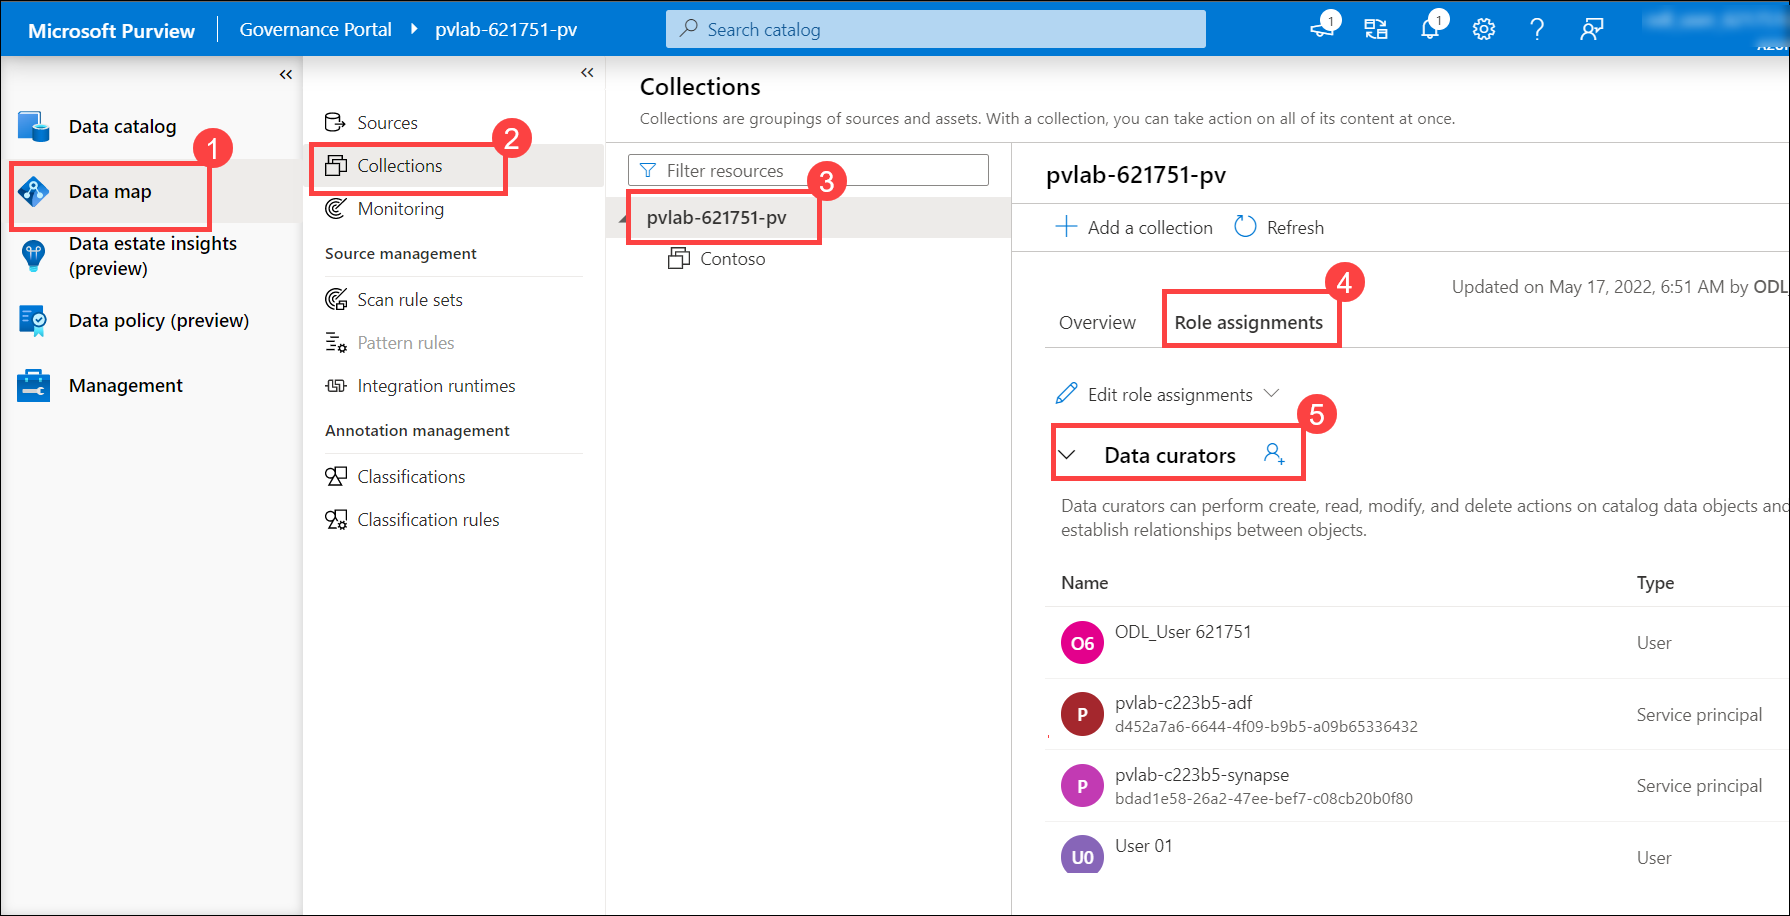 Microsoft Purview
Governance Portal
pvlab-621751-pv
Search catalog
1
1
Data catalog
1
Data map
Data estate insights
(preview)
Data policy (preview)
Management
Sources
2
Collections
Monitoring
Source management
Scan rule sets
Pattern rules
Integration runtimes
Annotation management
Classifications
Classification rules
Collections
Collections are groupings of sources and assets. With a collection, you can take action on all of its content at once.
Filter resources
3
pvlab-621751-pv
Contoso
pvlab-621751-pv
Add a collection
Refresh
Updated on May 17, 2022, 6:51 AM by ODL_
4
Overview
Role assignments
Edit role assignments
5
Data curators
Data curators can perform create, read, modify, and delete actions on catalog data objects and
establish relationships between objects.
Name
Type
O6
ODL_User 621751
User
P
pvlab-c223b5-adf
d452a7a6-6644-4f09-b9b5-a09b65336432
Service principal
P
pvlab-c223b5-synapse
bdad1e58-26a2-47ee-bef7-c08cb20b0f80
Service principal
U0
User 01
User